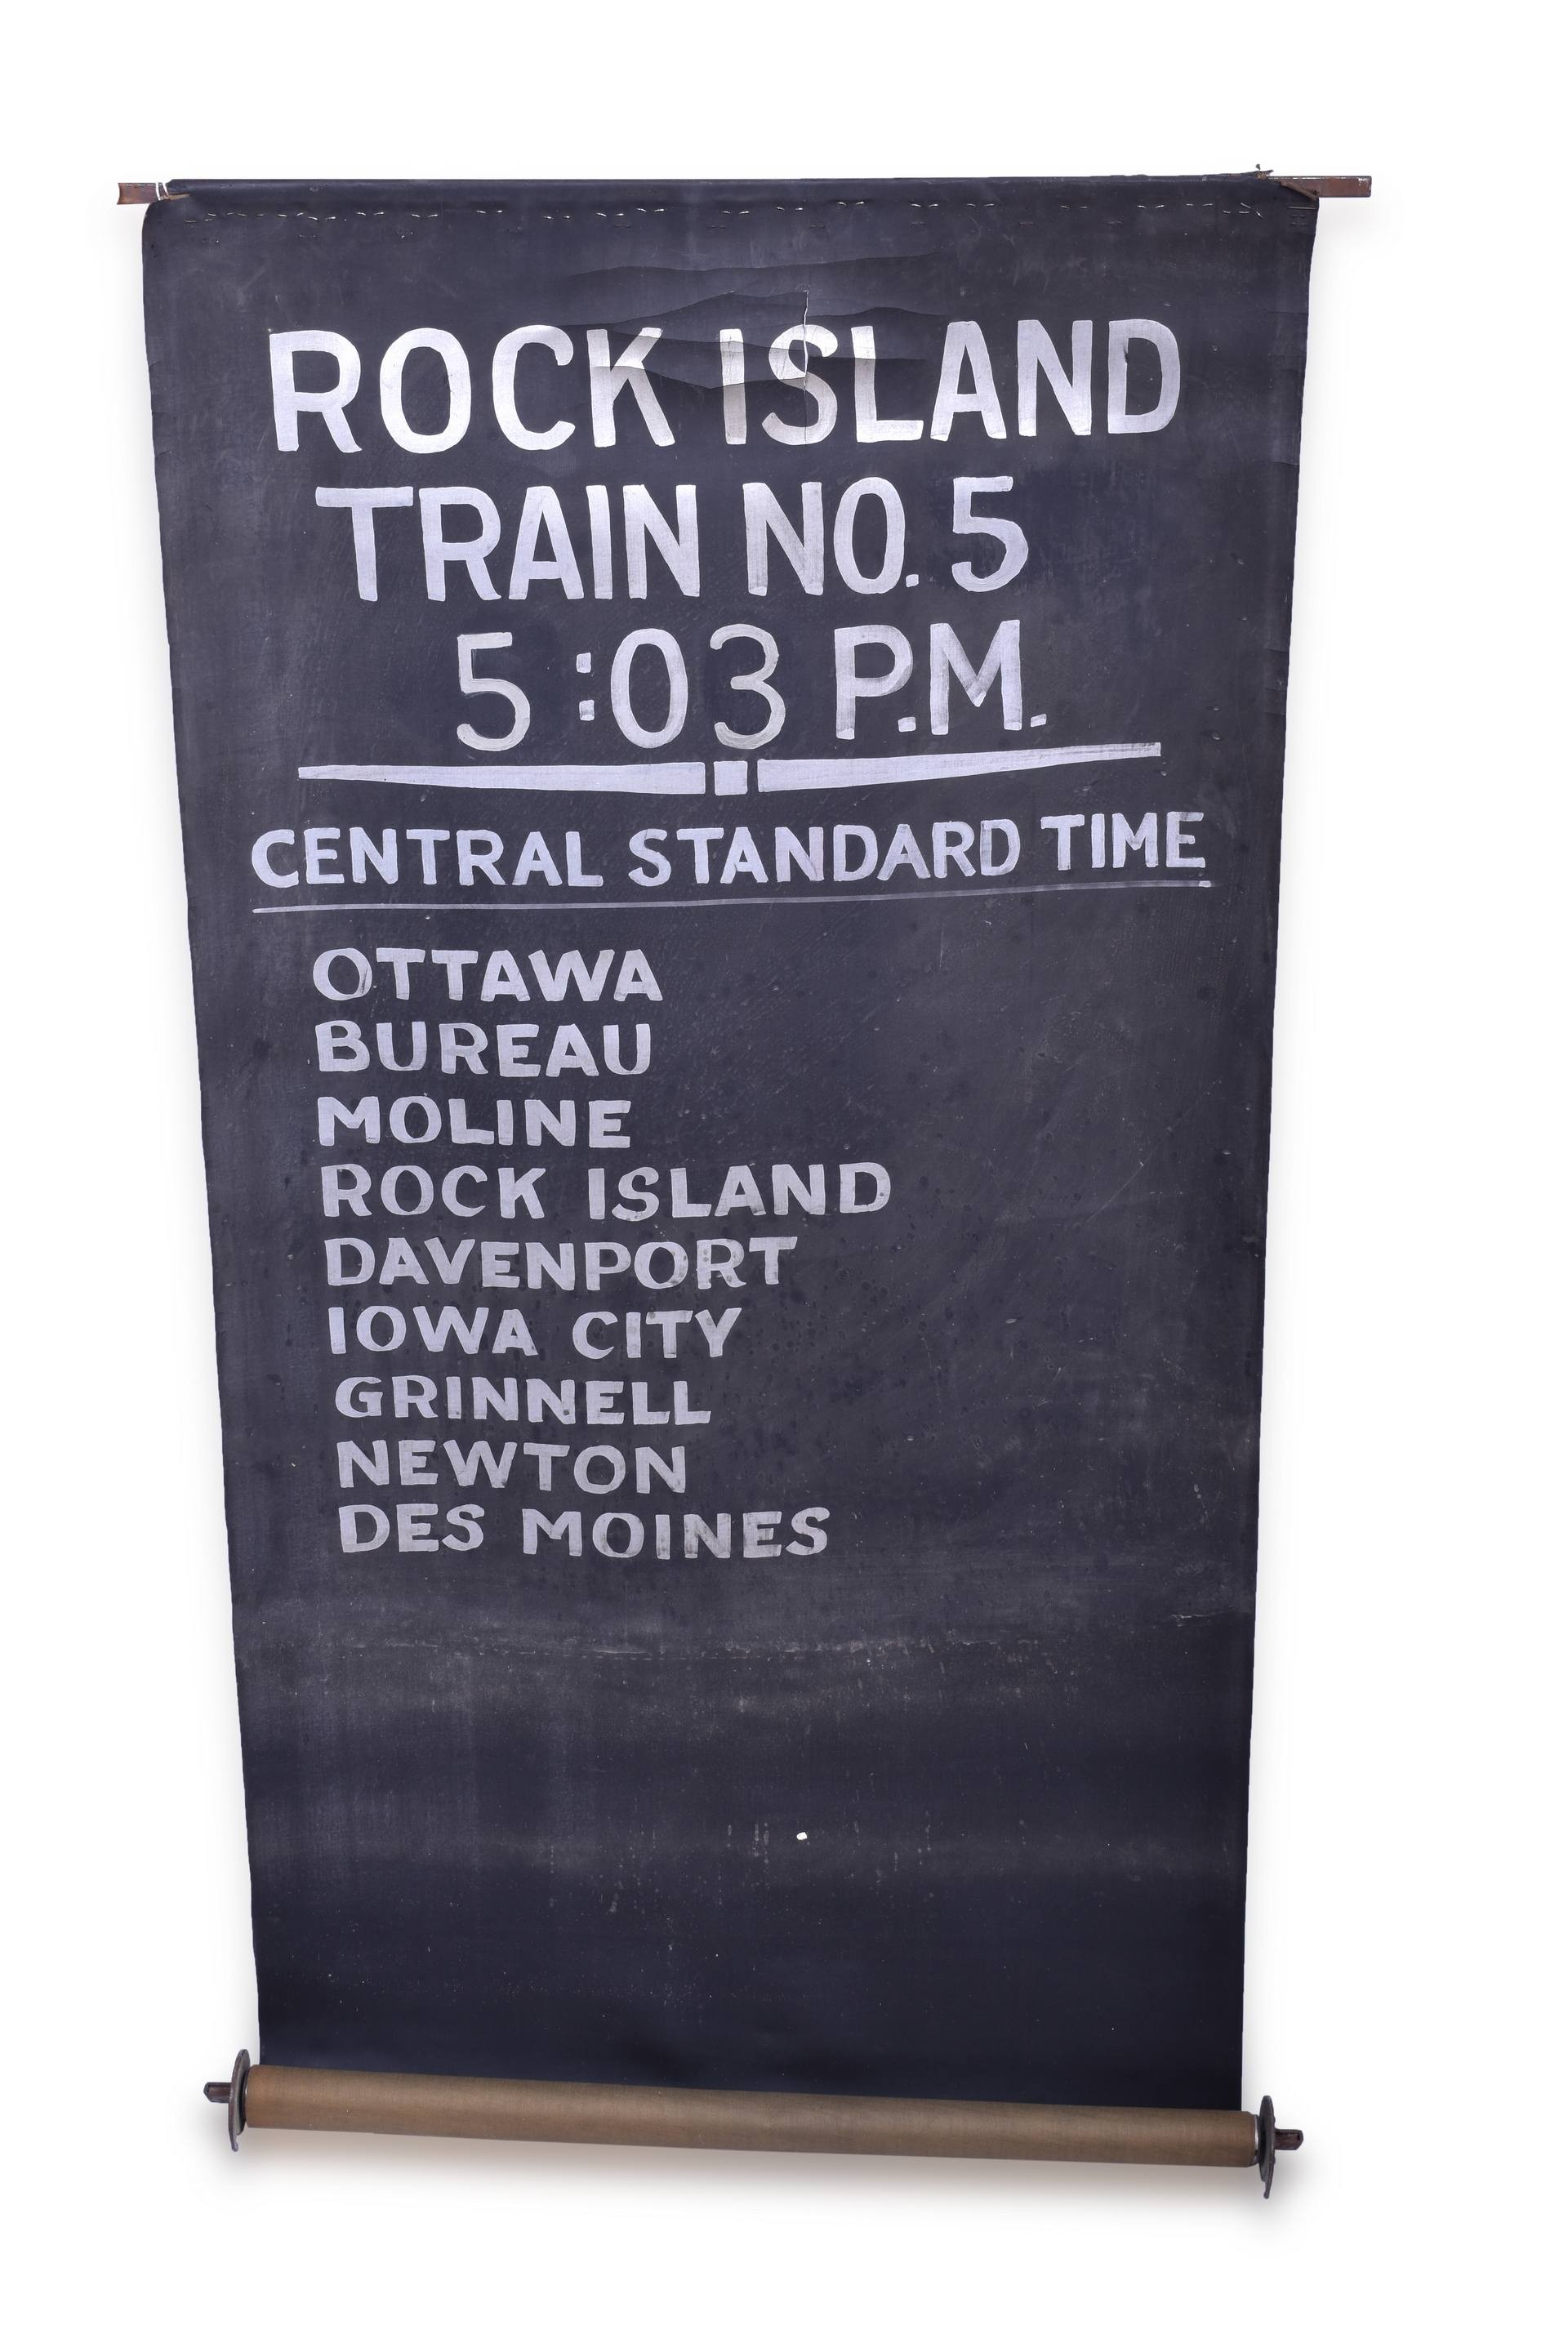 ROCK ISLAND
TRAIN NO. 5
5:03 P.M.
CENTRAL STANDARD TIME
OTTAWA
BUREAU
MOLINE
ROCK ISLAND
DAVENPORT
IOWA CITY
GRINNELL
NEWTON
DES MOINES